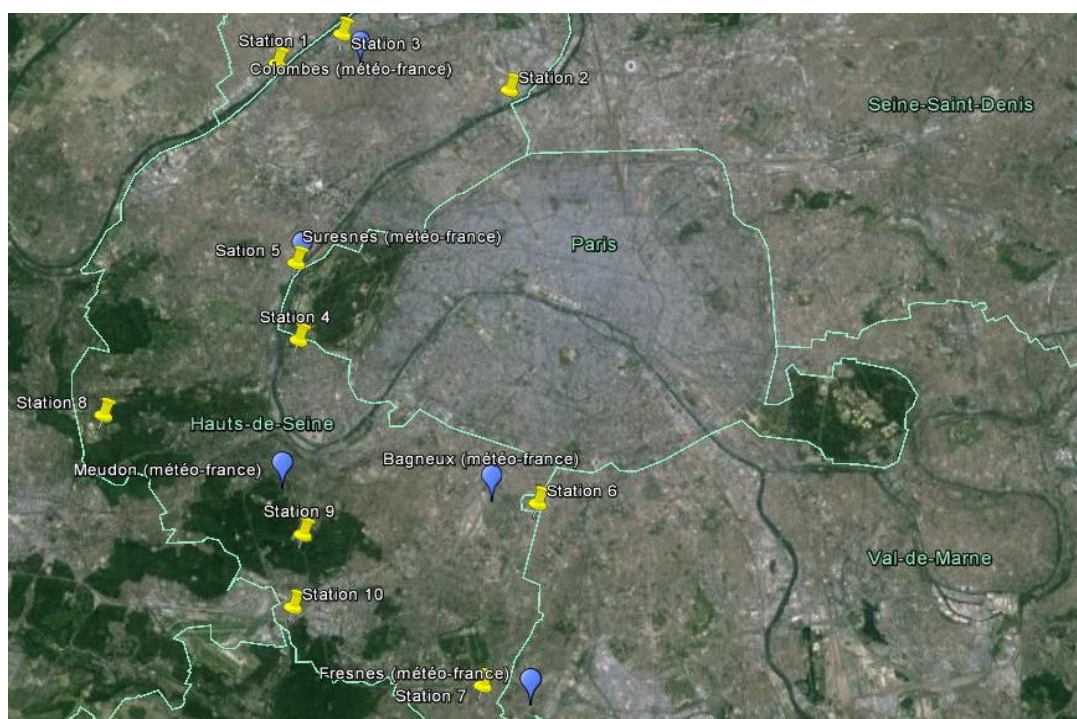 Station 1
Station 3
Colombes (météo-france)
Station 2
Seine-Saint-Denis
Sation 5
Suresnes (météo-france)
Paris
Station 4
Station 8
Hauts-de-Seine
Meudon (météo-france)
Bagneux (météo-france)
Station 6
Station 9
Val-de-Marne
Station 10
Fresnes (météo-france)
Station 7